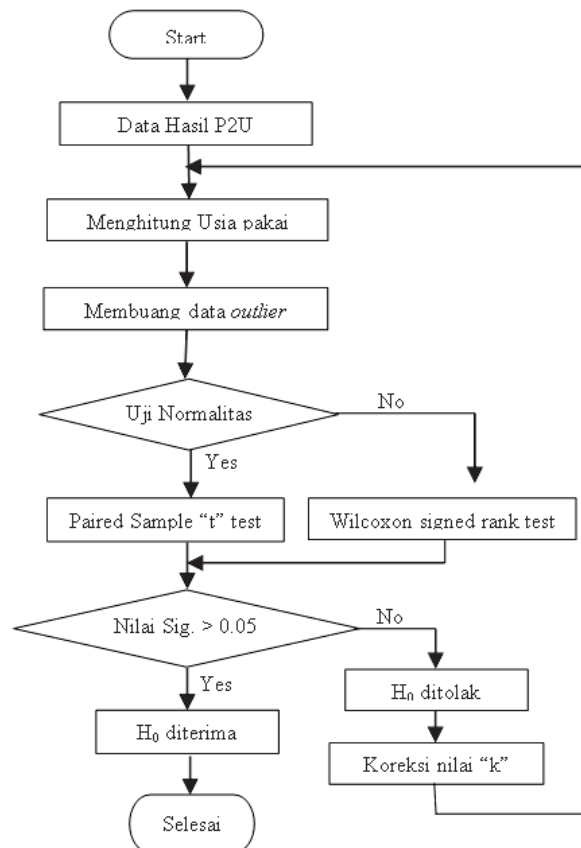 Start
Data Hasil P2U
Menghitung Usia pakai
Membuang data outlier
Uji Normalitas
No
Yes
Paired Sample “t” test
Wilcoxon signed rank test
Nilai Sig. > 0.05
No
Yes
H₀ ditolak
H₀ diterima
Koreksi nilai “k”
Selesai